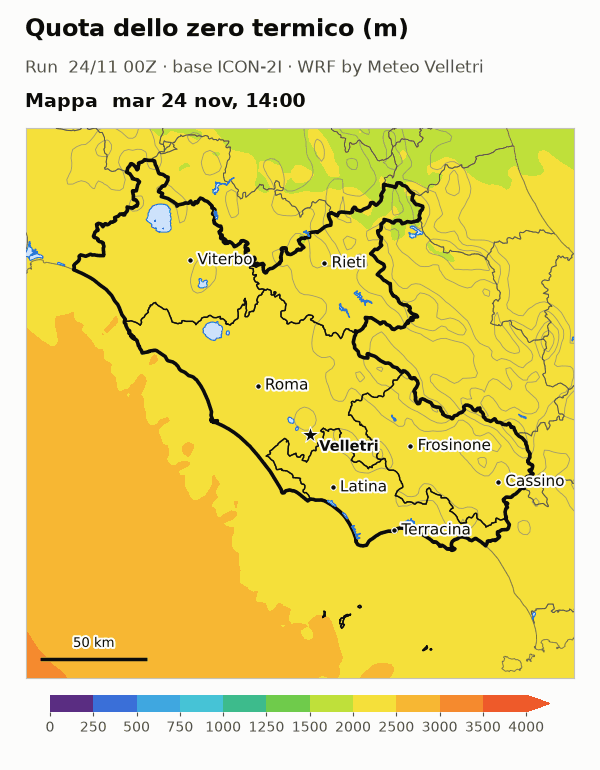 Quota dello zero termico (m)
Run  24/11 00Z · base ICON-2I · WRF by Meteo Velletri
Mappa  mar 24 nov, 14:00
Viterbo
Rieti
Roma
Velletri
Frosinone
Cassino
Latina
Terracina
50 km
0 250 500 750 1000 1250 1500 2000 2500 3000 3500 4000